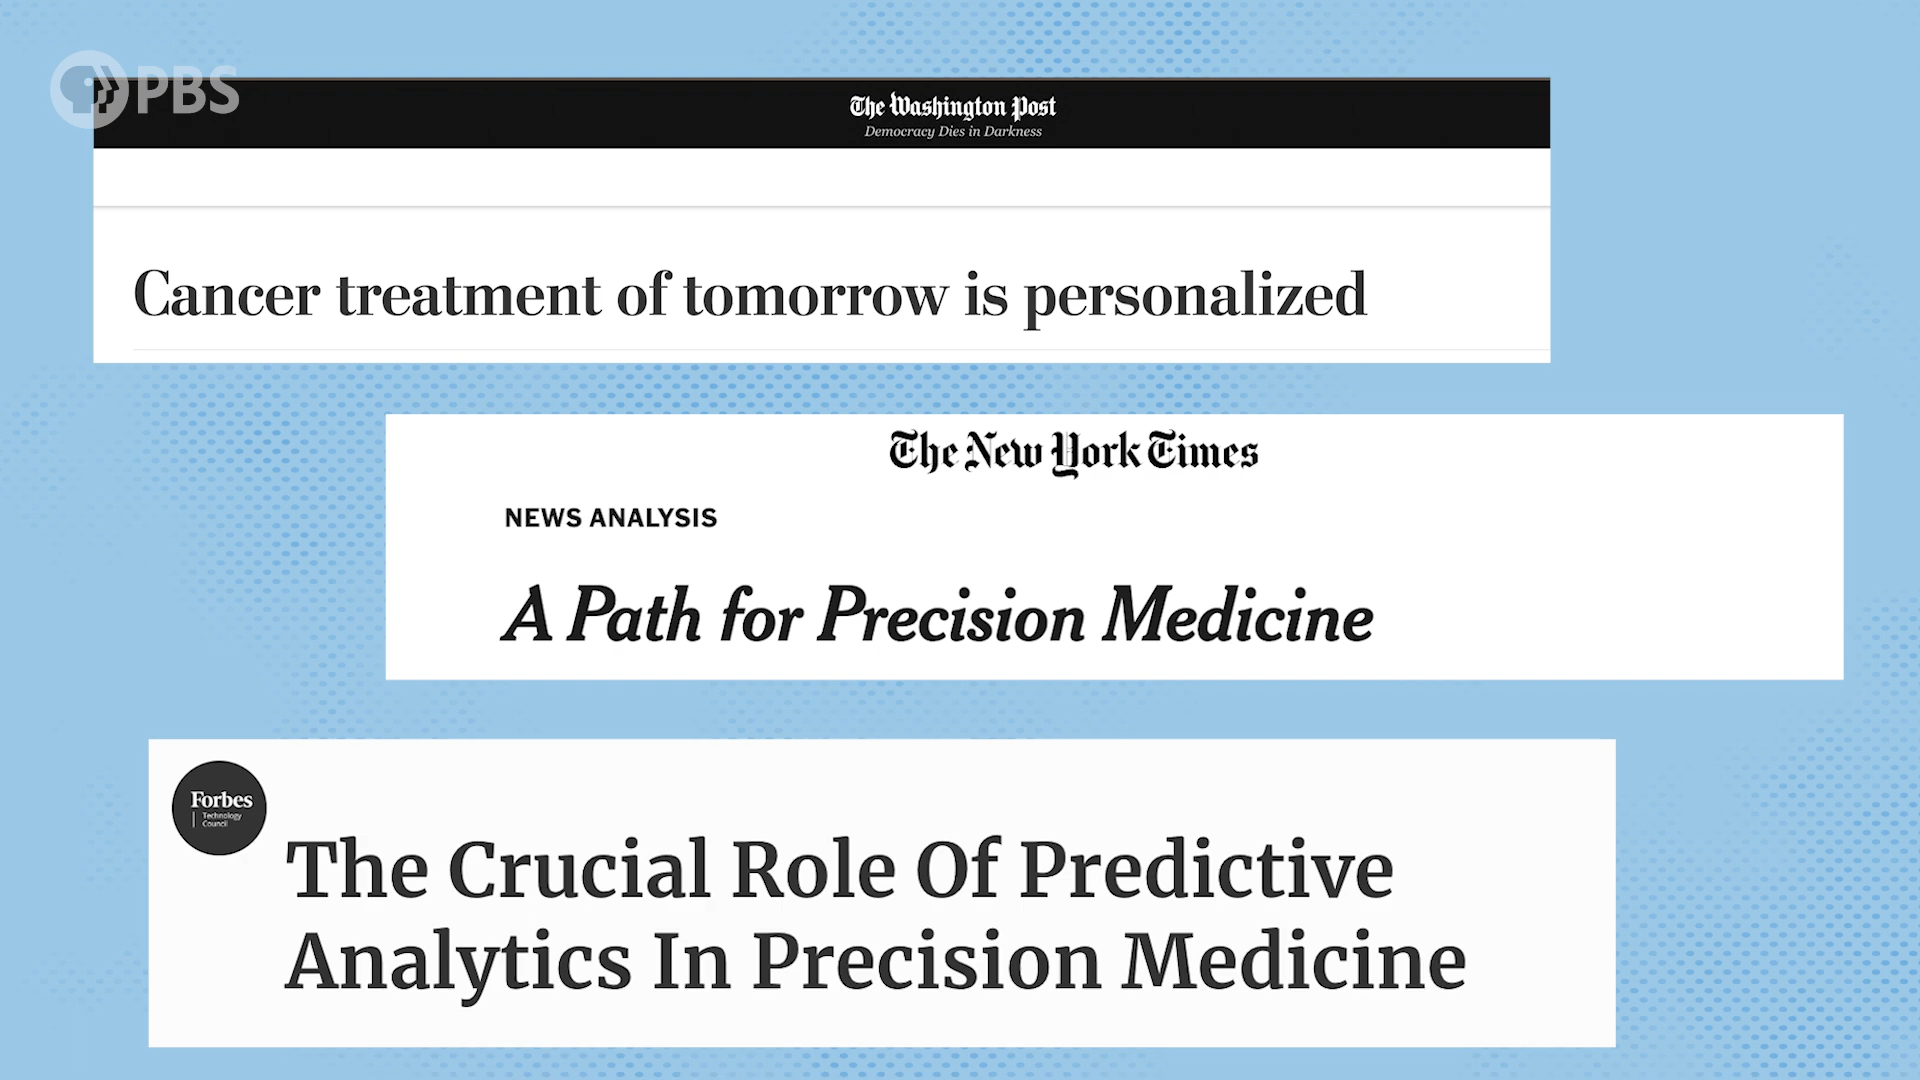 PBS
The Washington Post
Democracy Dies in Darkness
Cancer treatment of tomorrow is personalized
The New York Times
NEWS ANALYSIS
A Path for Precision Medicine
Forbes
Technology
Council
The Crucial Role Of Predictive
Analytics In Precision Medicine